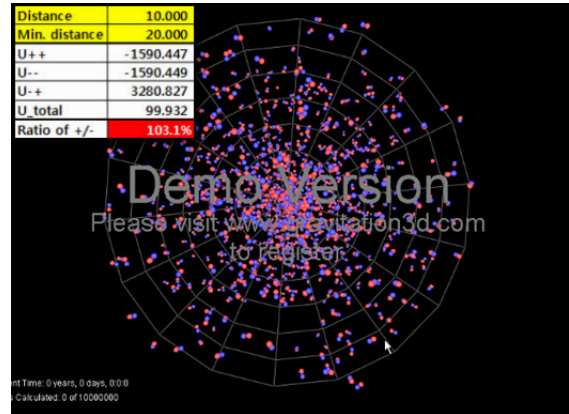 Distance 10.000
Min. distance 20.000
U++ -1590.447
U-- -1590.449
U-+ 3280.827
U_total 99.932
Ratio of +/- 103.1%
Demo Version
Please visit www.gravitation3d.com
to register
nt Time: 0 years, 0 days, 0:0:0
s Calculated: 0 of 10000000